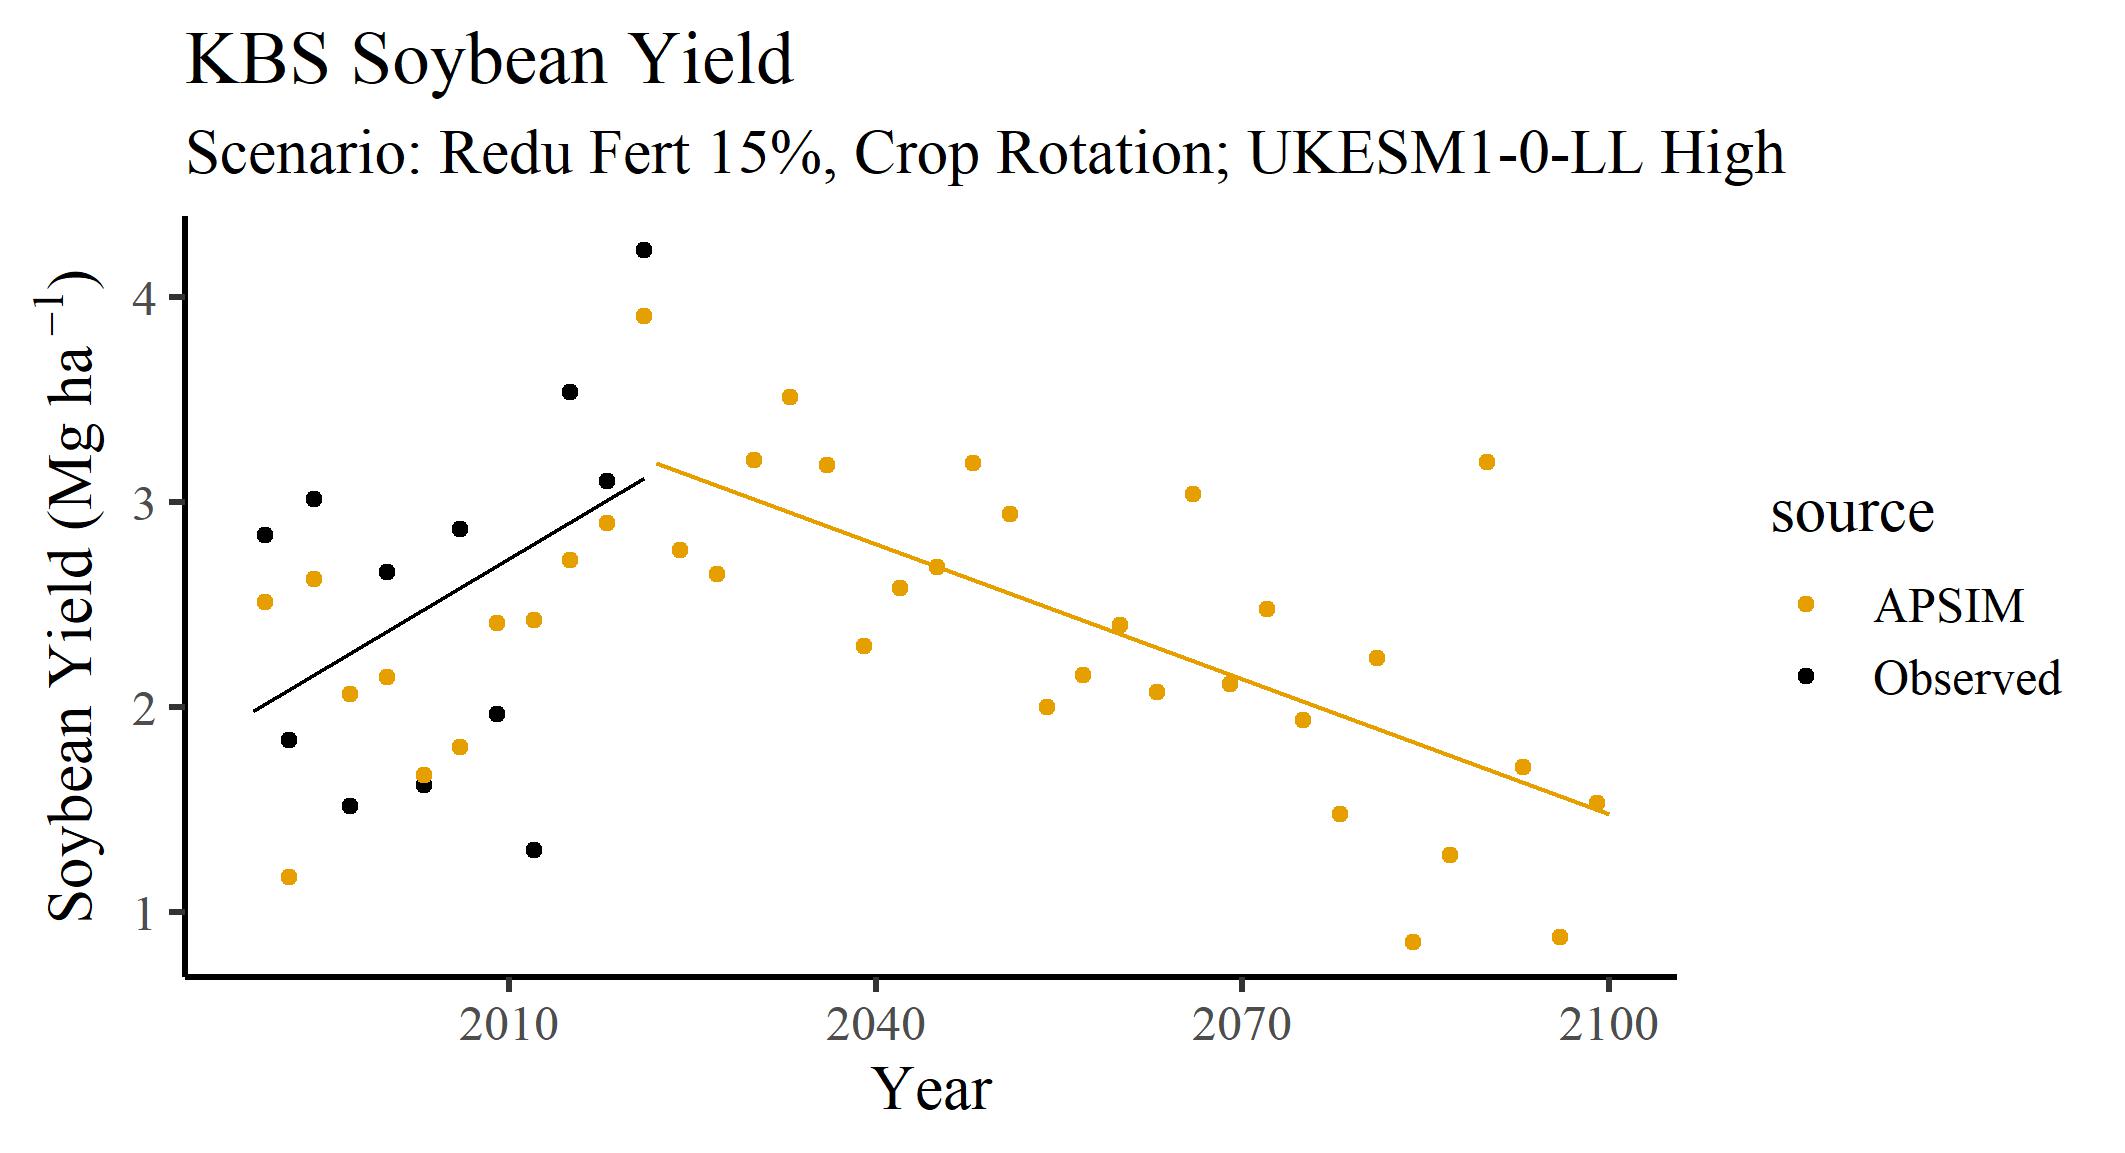 KBS Soybean Yield
Scenario: Redu Fert 15%, Crop Rotation; UKESM1-0-LL High
Soybean Yield (Mg ha −1)
4
3
2
1
2010 2040 2070 2100
Year
source
APSIM
Observed